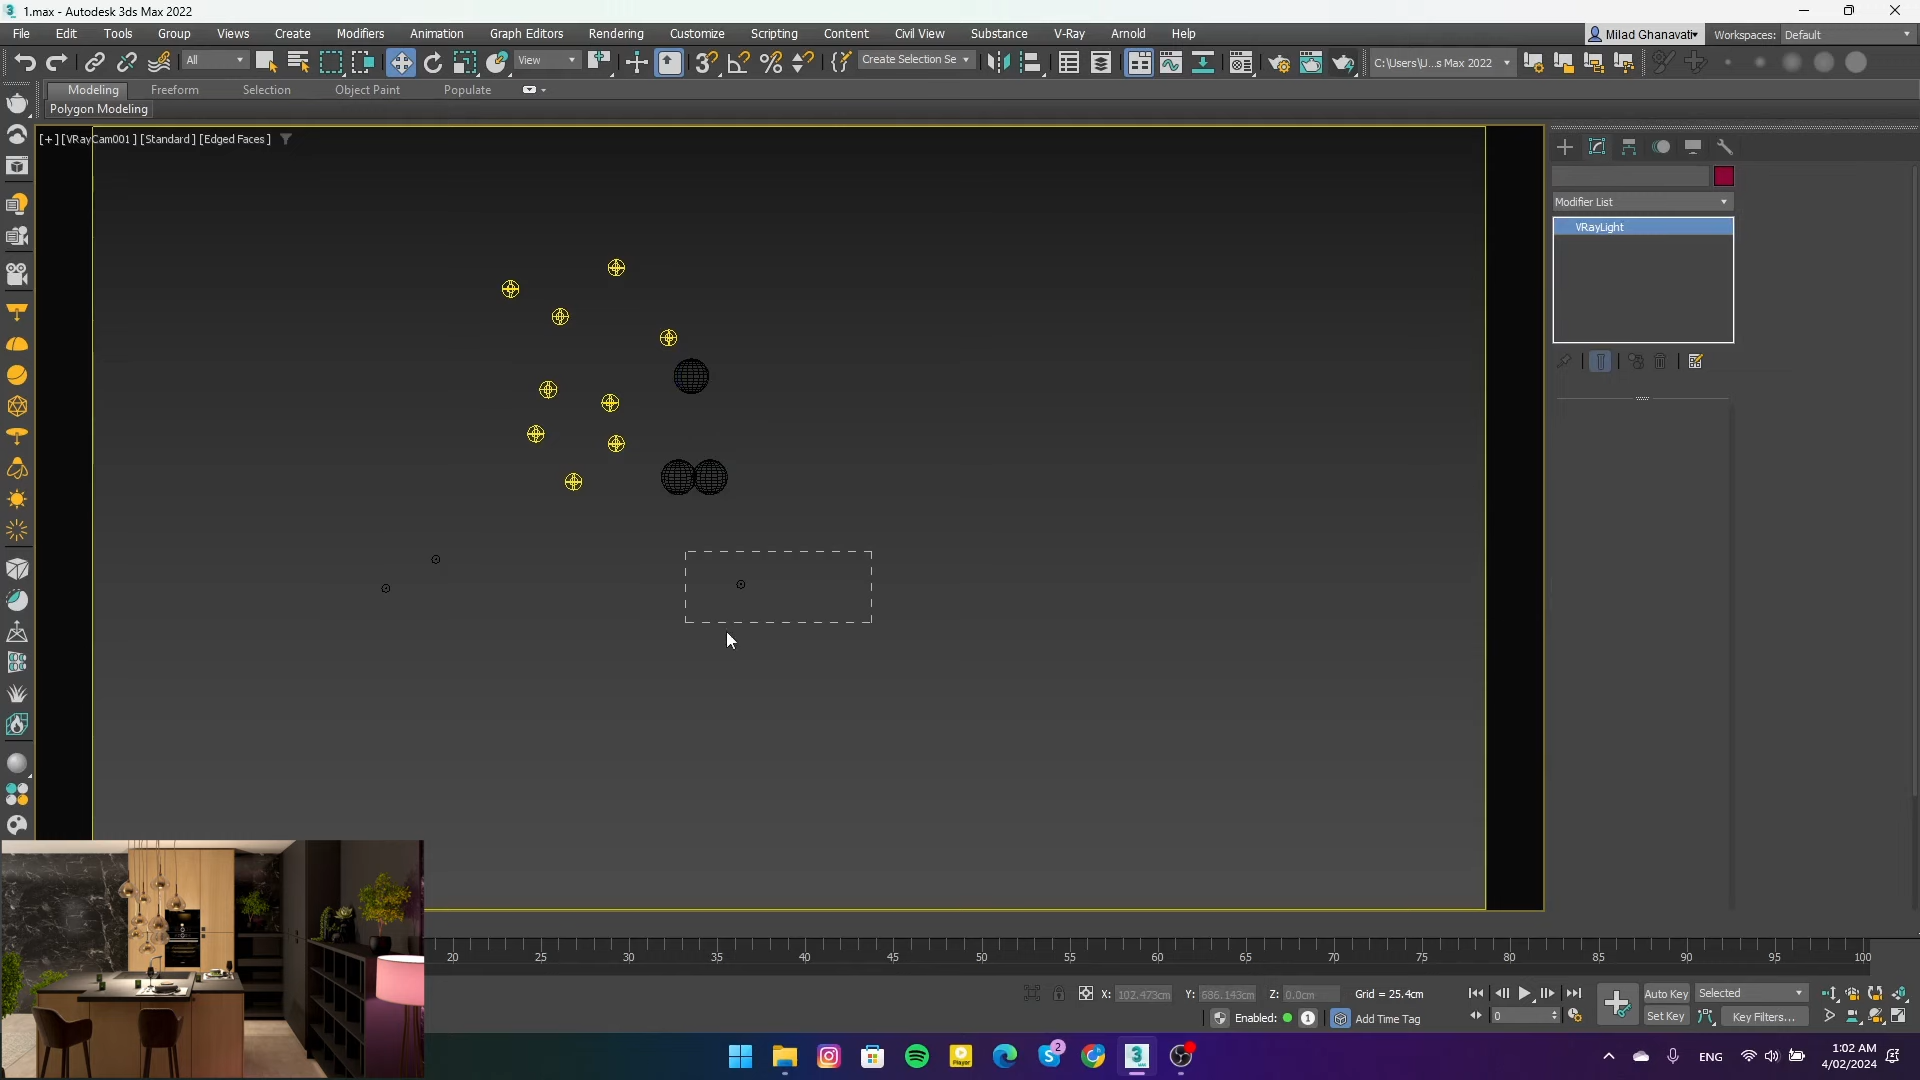 1.max - Autodesk 3ds Max 2022
File Edit Tools Group Views Create Modifiers Animation Graph Editors Rendering Customize Scripting Content Civil View Substance V-Ray Arnold Help
Milad Ghanavati
Workspaces: Default
All
View
Create Selection Se
C:\Users\U...s Max 2022
Modeling Freeform Selection Object Paint Populate
Polygon Modeling
[+] [VRayCam001 ] [Standard ] [Edged Faces ]
Modifier List
VRayLight
20 25 30 35 40 45 50 55 60 65 70 75 80 85 90 95 100
X: 102.473cm Y: 686.143cm Z: 0.0cm Grid = 25.4cm
Auto Key Selected
Enabled: 1 Add Time Tag
0
Set Key Key Filters...
2
Player
3
ENG
1:02 AM
4/02/2024